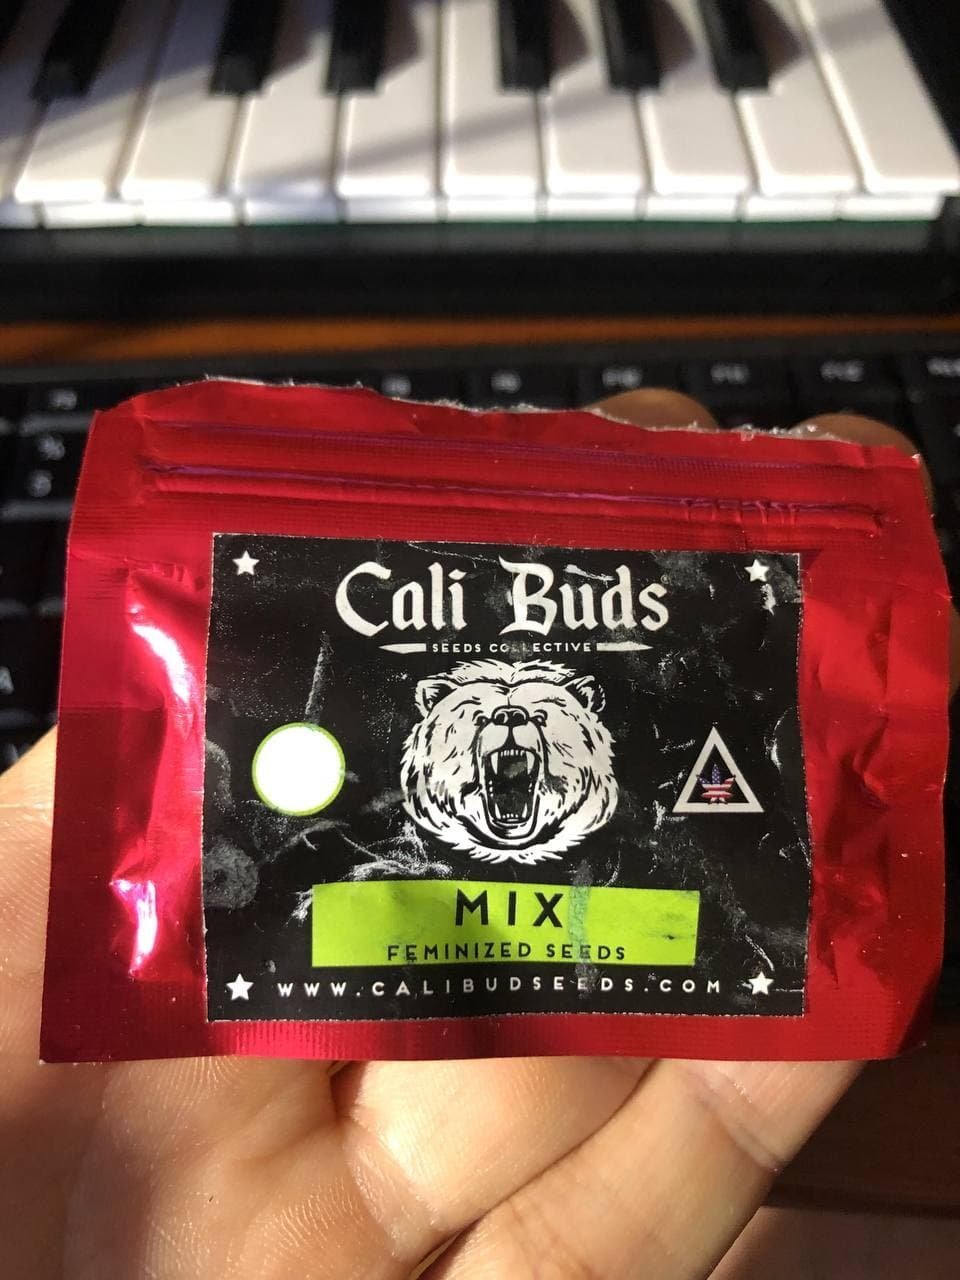 Cali Buds
SEEDS COLLECTIVE
MIX
FEMINIZED SEEDS
WWW.CALIBUDSEEDS.COM